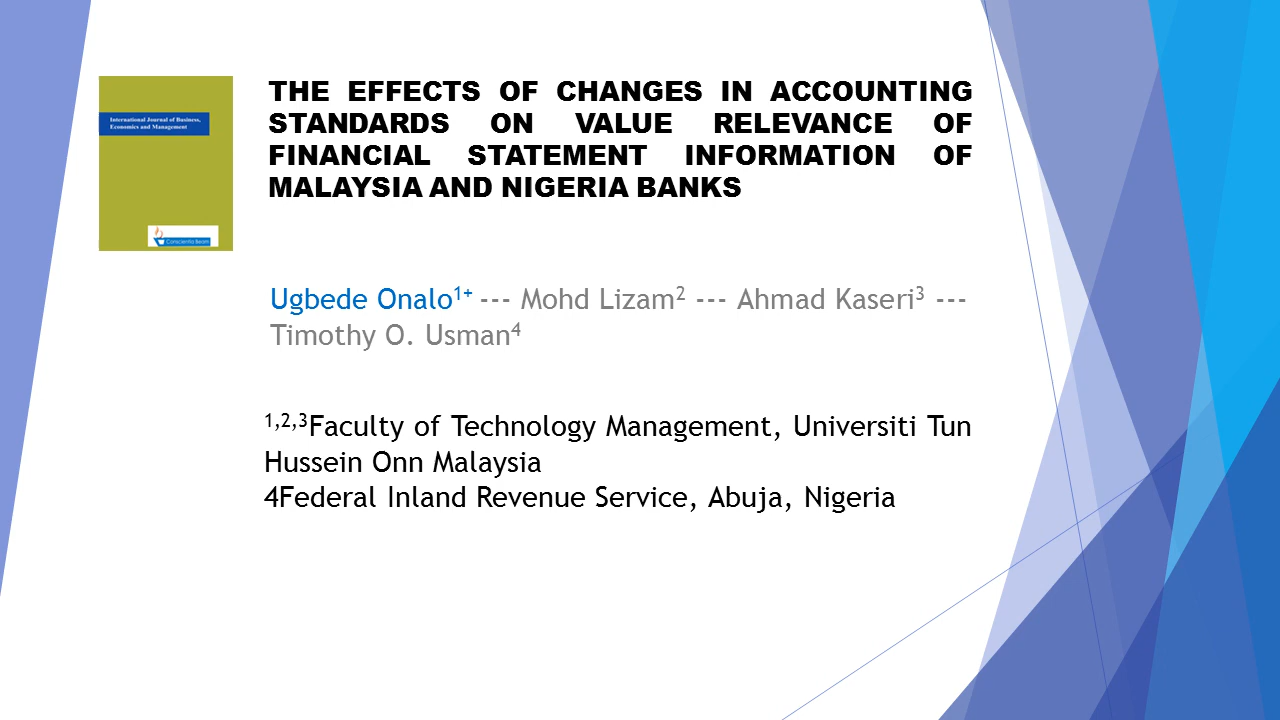 THE EFFECTS OF CHANGES IN ACCOUNTING
STANDARDS ON VALUE RELEVANCE OF
FINANCIAL STATEMENT INFORMATION OF
MALAYSIA AND NIGERIA BANKS
International Journal of Business,
Economics and Management
Conscientia Beam
Ugbede Onalo¹⁺ --- Mohd Lizam² --- Ahmad Kaseri³ ---
Timothy O. Usman⁴
¹,²,³Faculty of Technology Management, Universiti Tun
Hussein Onn Malaysia
4Federal Inland Revenue Service, Abuja, Nigeria